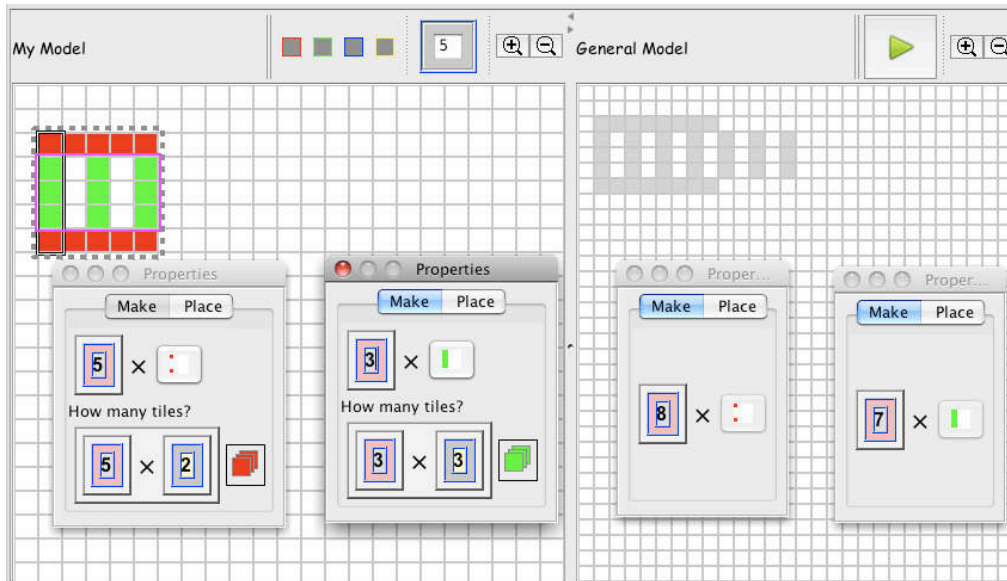 My Model
5
General Model
Properties
Make Place
5 ×
How many tiles?
5 × 2
Properties
Make Place
3 ×
How many tiles?
3 × 3
Proper...
Make Place
8 ×
Proper...
Make Place
7 ×